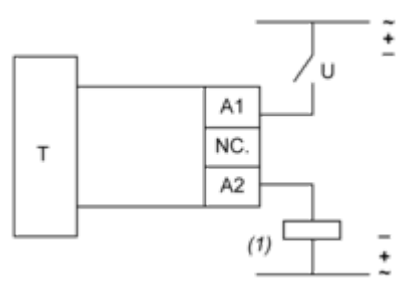 ~
+
–
U
A1
T
NC.
A2
(1)
–
+
~